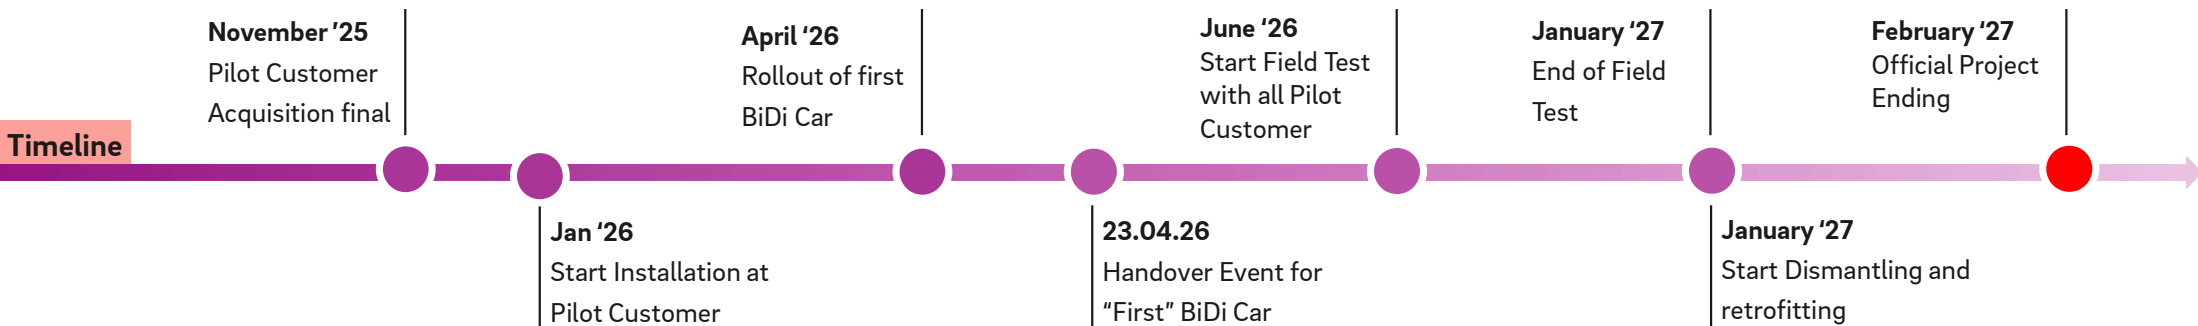 Timeline
November '25
Pilot Customer
Acquisition final
Jan ‘26
Start Installation at
Pilot Customer
April ‘26
Rollout of first
BiDi Car
23.04.26
Handover Event for
“First” BiDi Car
June ‘26
Start Field Test
with all Pilot
Customer
January ‘27
End of Field
Test
January ‘27
Start Dismantling and
retrofitting
February ‘27
Official Project
Ending